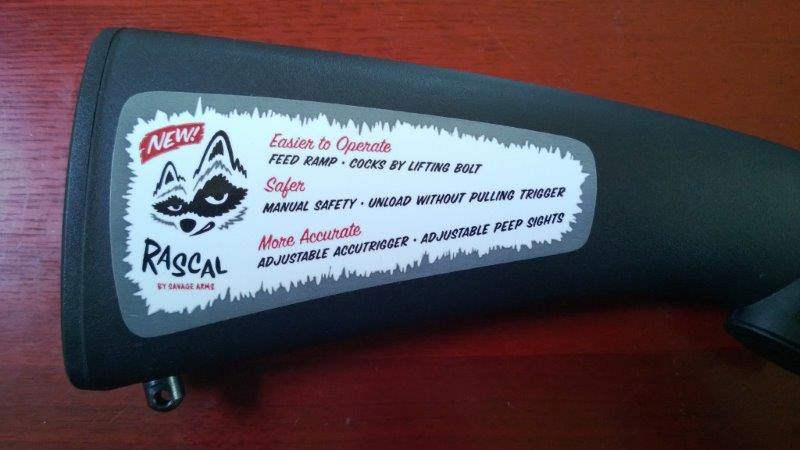 NEW!
RASCAL
BY SAVAGE ARMS
Easier to Operate
FEED RAMP · COCKS BY LIFTING BOLT
Safer
MANUAL SAFETY · UNLOAD WITHOUT PULLING TRIGGER
More Accurate
ADJUSTABLE ACCUTRIGGER · ADJUSTABLE PEEP SIGHTS